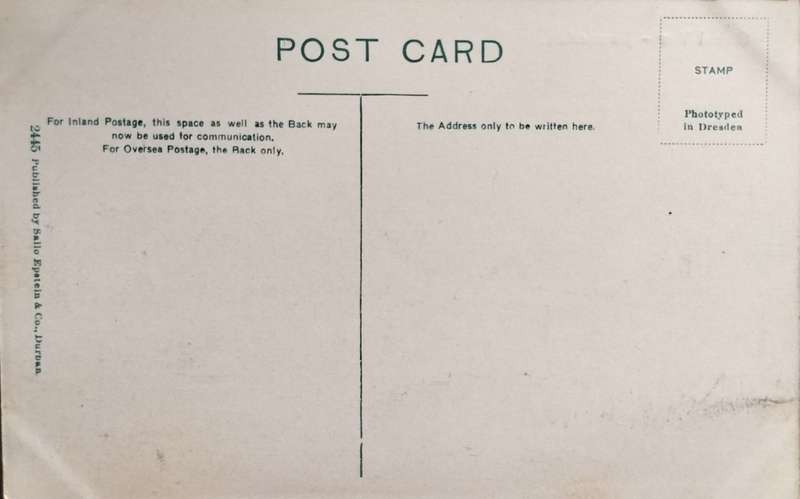 POST CARD
STAMP
Phototyped
in Dresden
For Inland Postage, this space as well as the Back may
now be used for communication.
For Oversea Postage, the Back only.
The Address only to be written here.
2445 Published by Sallo Epstein & Co., Durban